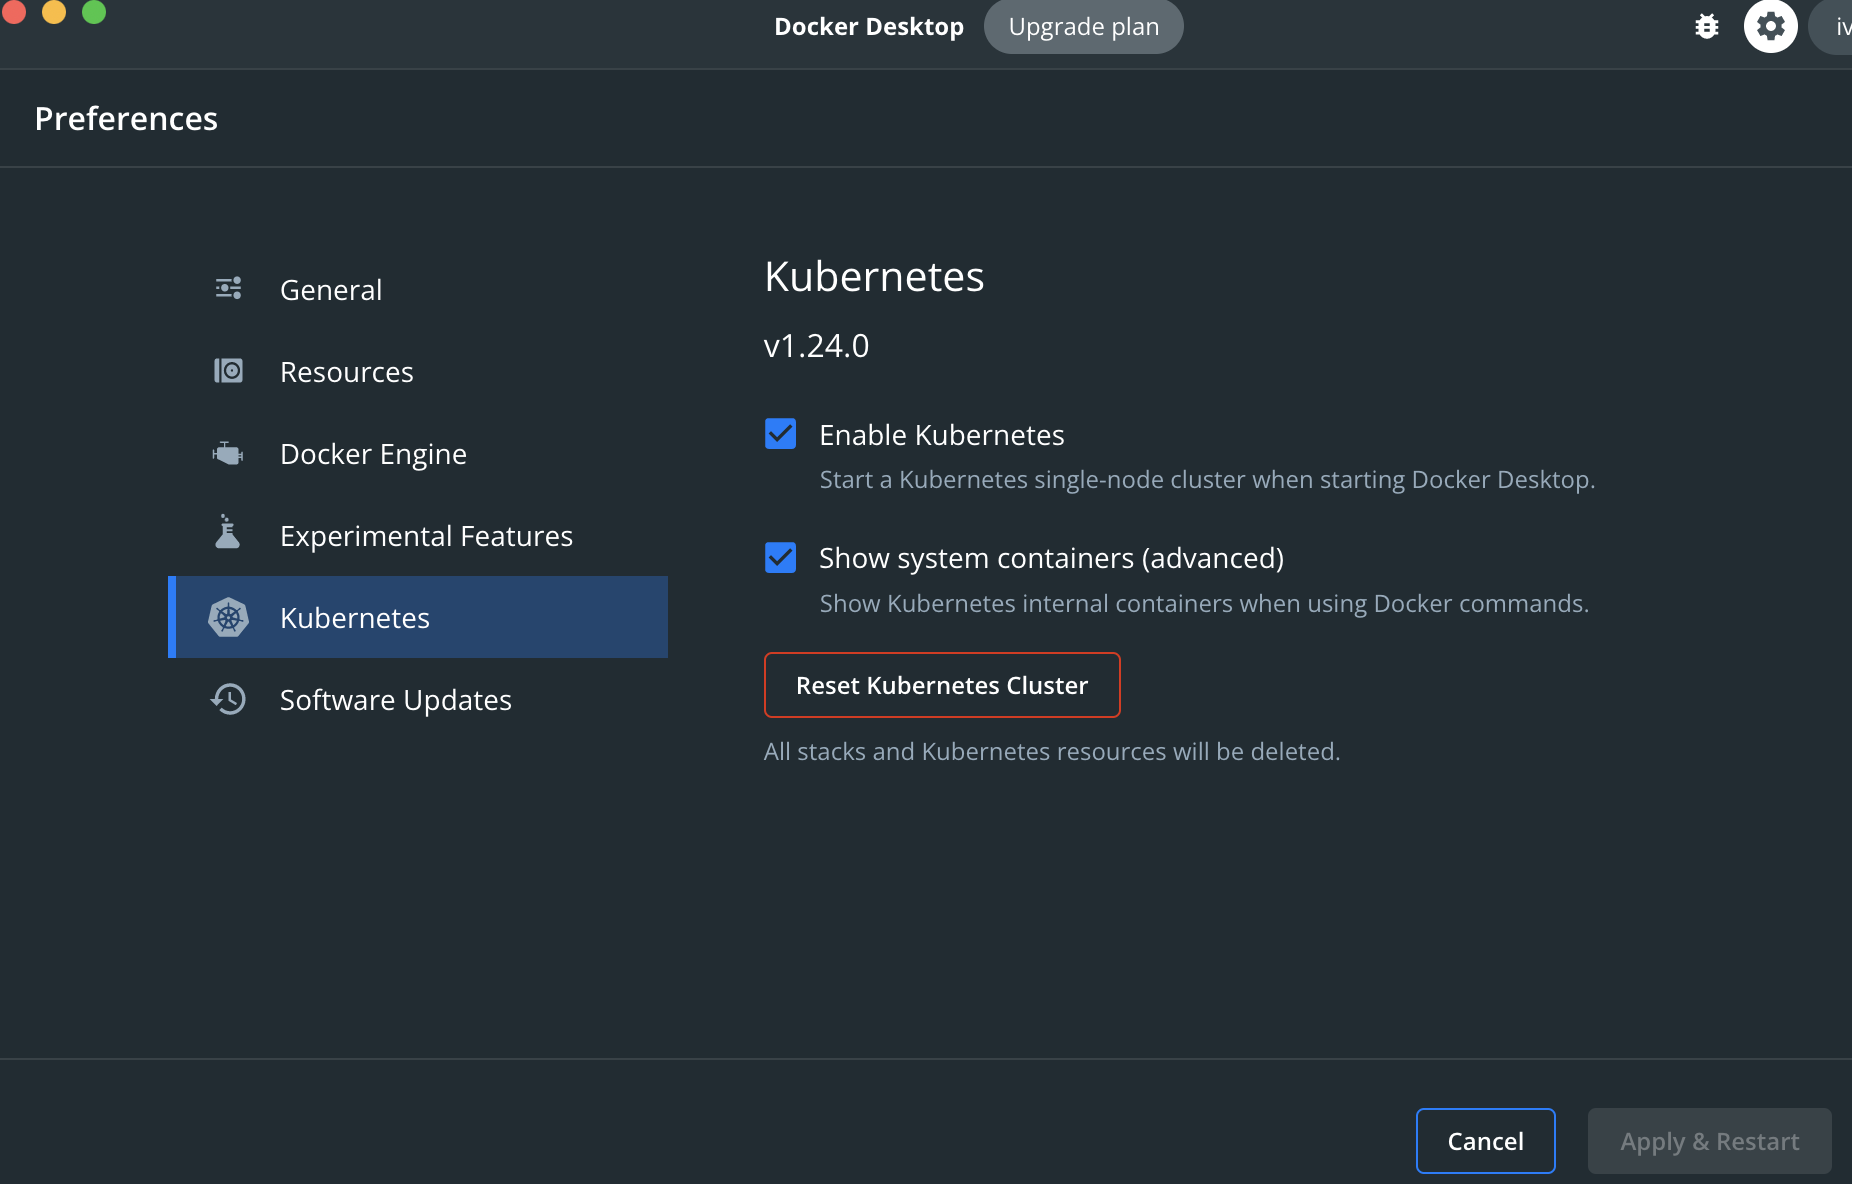 Docker Desktop Upgrade plan iv
Preferences
General
Resources
Docker Engine
Experimental Features
Kubernetes
Software Updates
Kubernetes
v1.24.0
Enable Kubernetes
Start a Kubernetes single-node cluster when starting Docker Desktop.
Show system containers (advanced)
Show Kubernetes internal containers when using Docker commands.
Reset Kubernetes Cluster
All stacks and Kubernetes resources will be deleted.
Cancel Apply & Restart